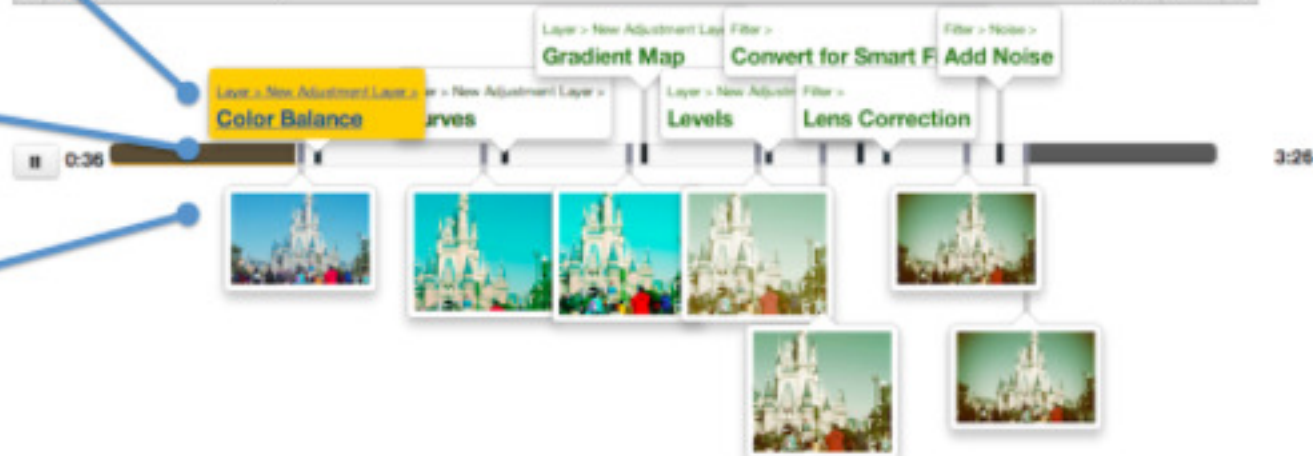 Layer > New Adjustment Lay
Gradient Map
Filter >
Convert for Smart F
Filter > Noise >
Add Noise
Layer > New Adjustment Layer >
Color Balance
er > New Adjustment Layer >
urves
Layer > New Adjustm
Levels
Filter >
Lens Correction
0:36
3:26